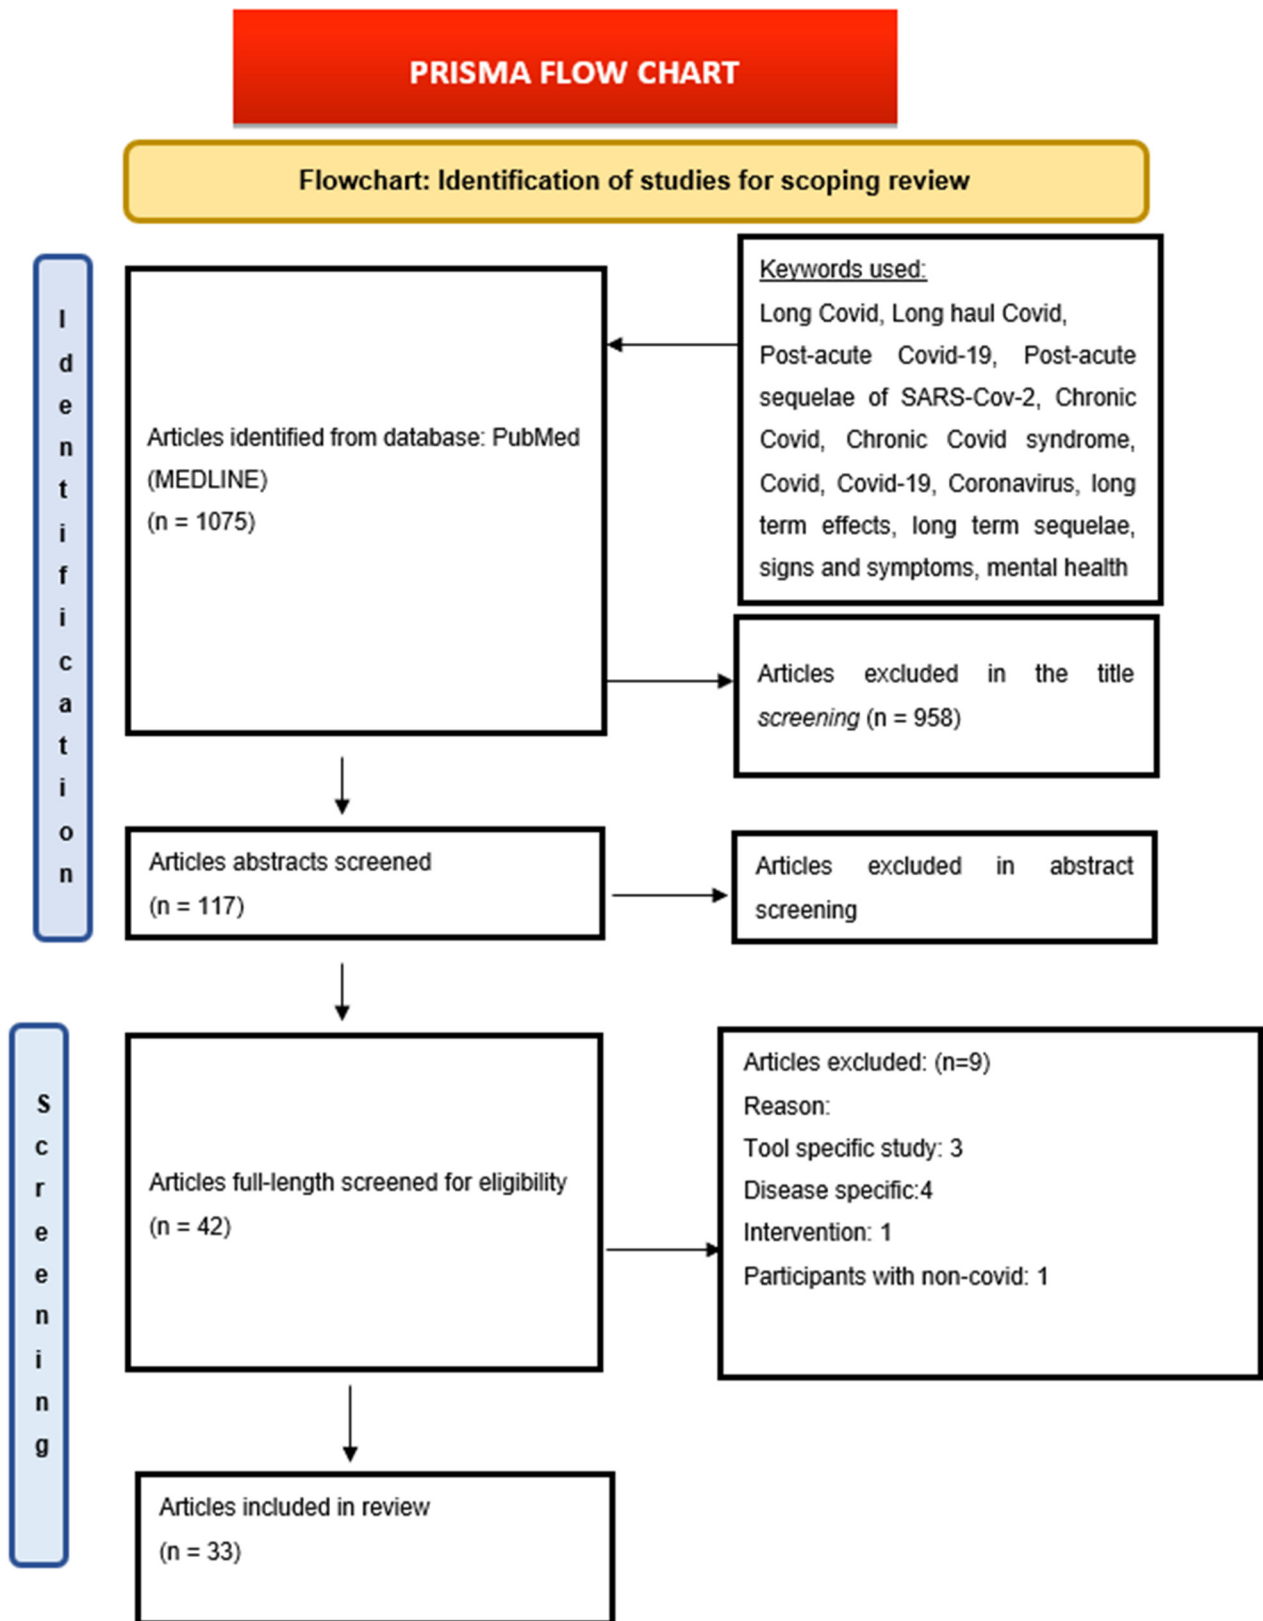 PRISMA FLOW CHART
Flowchart: Identification of studies for scoping review
Identification
Articles identified from database: PubMed
(MEDLINE)
(n = 1075)
Keywords used:
Long Covid, Long haul Covid,
Post-acute Covid-19, Post-acute
sequelae of SARS-Cov-2, Chronic
Covid, Chronic Covid syndrome,
Covid, Covid-19, Coronavirus, long
term effects, long term sequelae,
signs and symptoms, mental health
Articles excluded in the title
screening (n = 958)
Articles abstracts screened
(n = 117)
Articles excluded in abstract
screening
Screening
Articles full-length screened for eligibility
(n = 42)
Articles excluded: (n=9)
Reason:
Tool specific study: 3
Disease specific:4
Intervention: 1
Participants with non-covid: 1
Articles included in review
(n = 33)